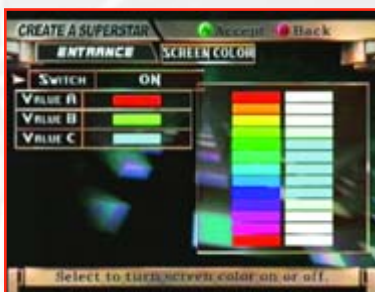 CREATE A SUPERSTAR
Accept Back
ENTRANCE SCREEN COLOR
SWITCH ON
VALUE A
VALUE B
VALUE C
Select to turn screen color on or off.